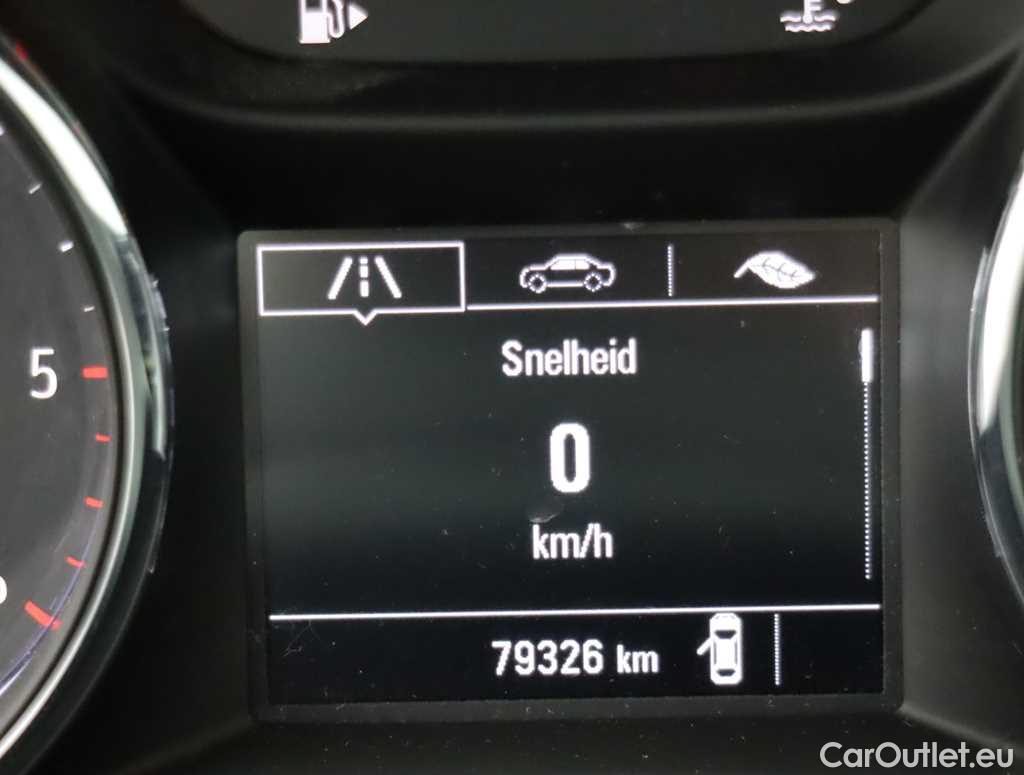 F
5
Snelheid
0
km/h
79326 km
CarOutlet.eu